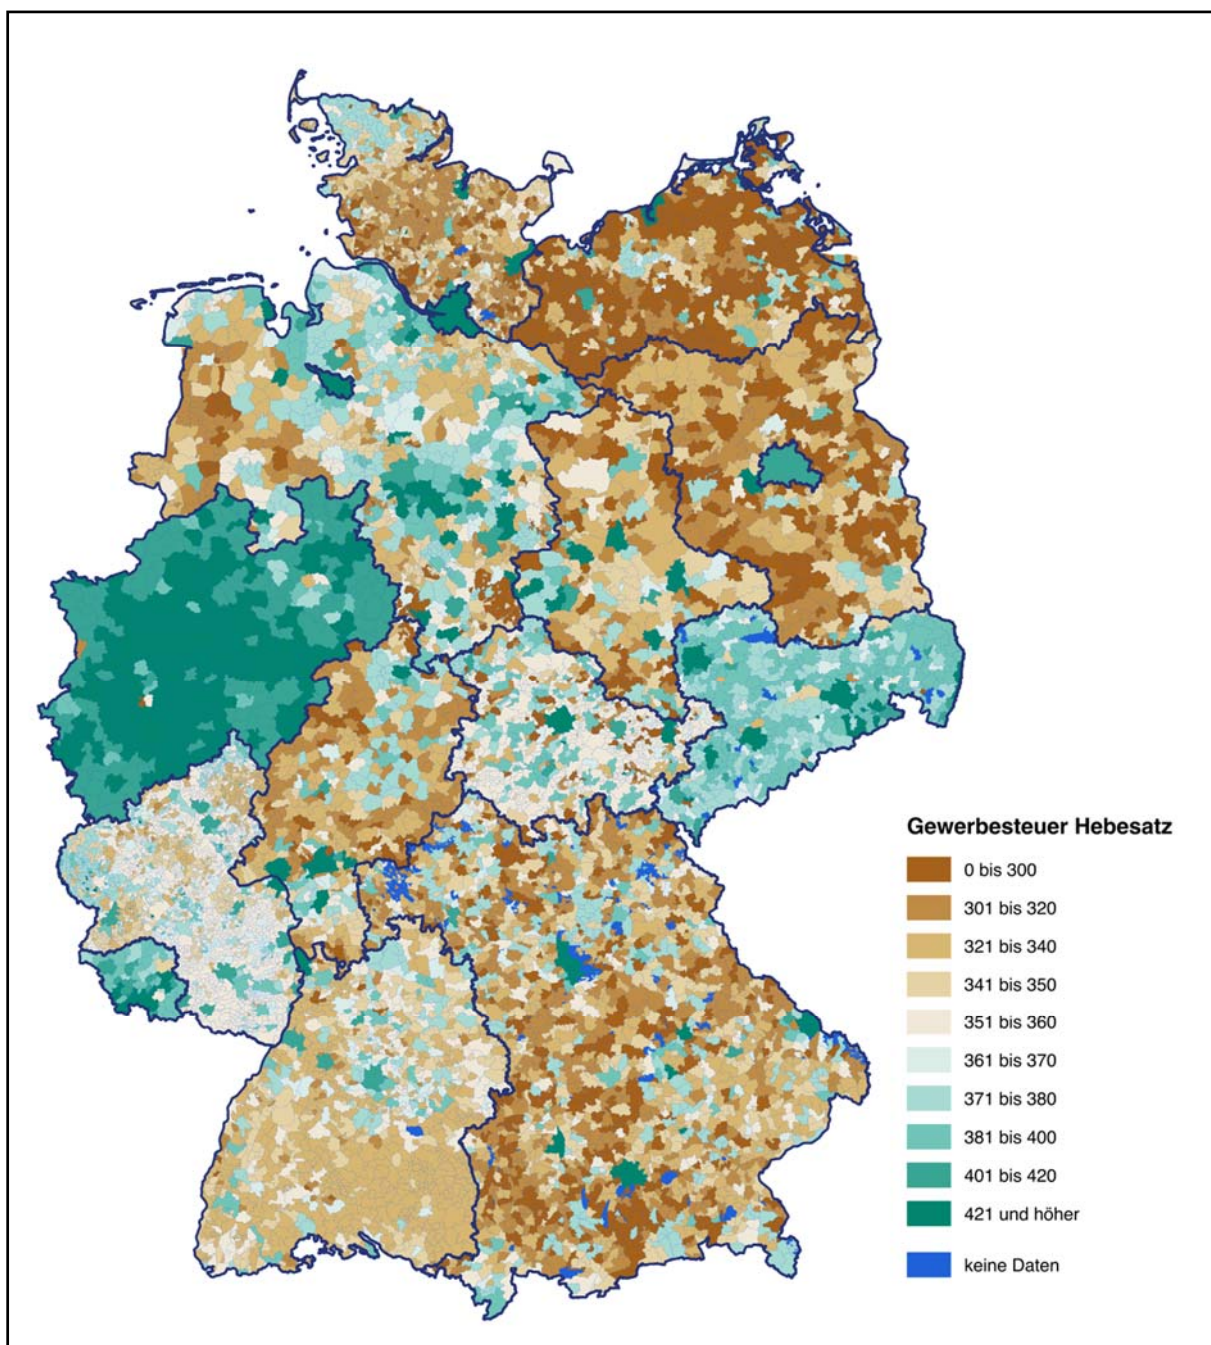 Gewerbesteuer Hebesatz
0 bis 300
301 bis 320
321 bis 340
341 bis 350
351 bis 360
361 bis 370
371 bis 380
381 bis 400
401 bis 420
421 und höher
keine Daten